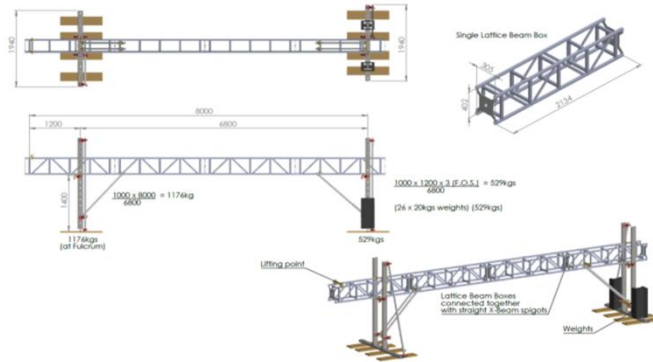 1940
1940
Single Lattice Beam Box
305
402
2134
8000
1200
6800
1400
1000 x 8000 = 1176kg
6800
1000 x 1200 x 3 (F.O.S.) = 529kgs
6800
(26 x 20kgs weights) (529kgs)
1176kgs
(at Fulcrum)
529kgs
Lifting point
Lattice Beam Boxes
connected together
with straight X-Beam spigots
Weights